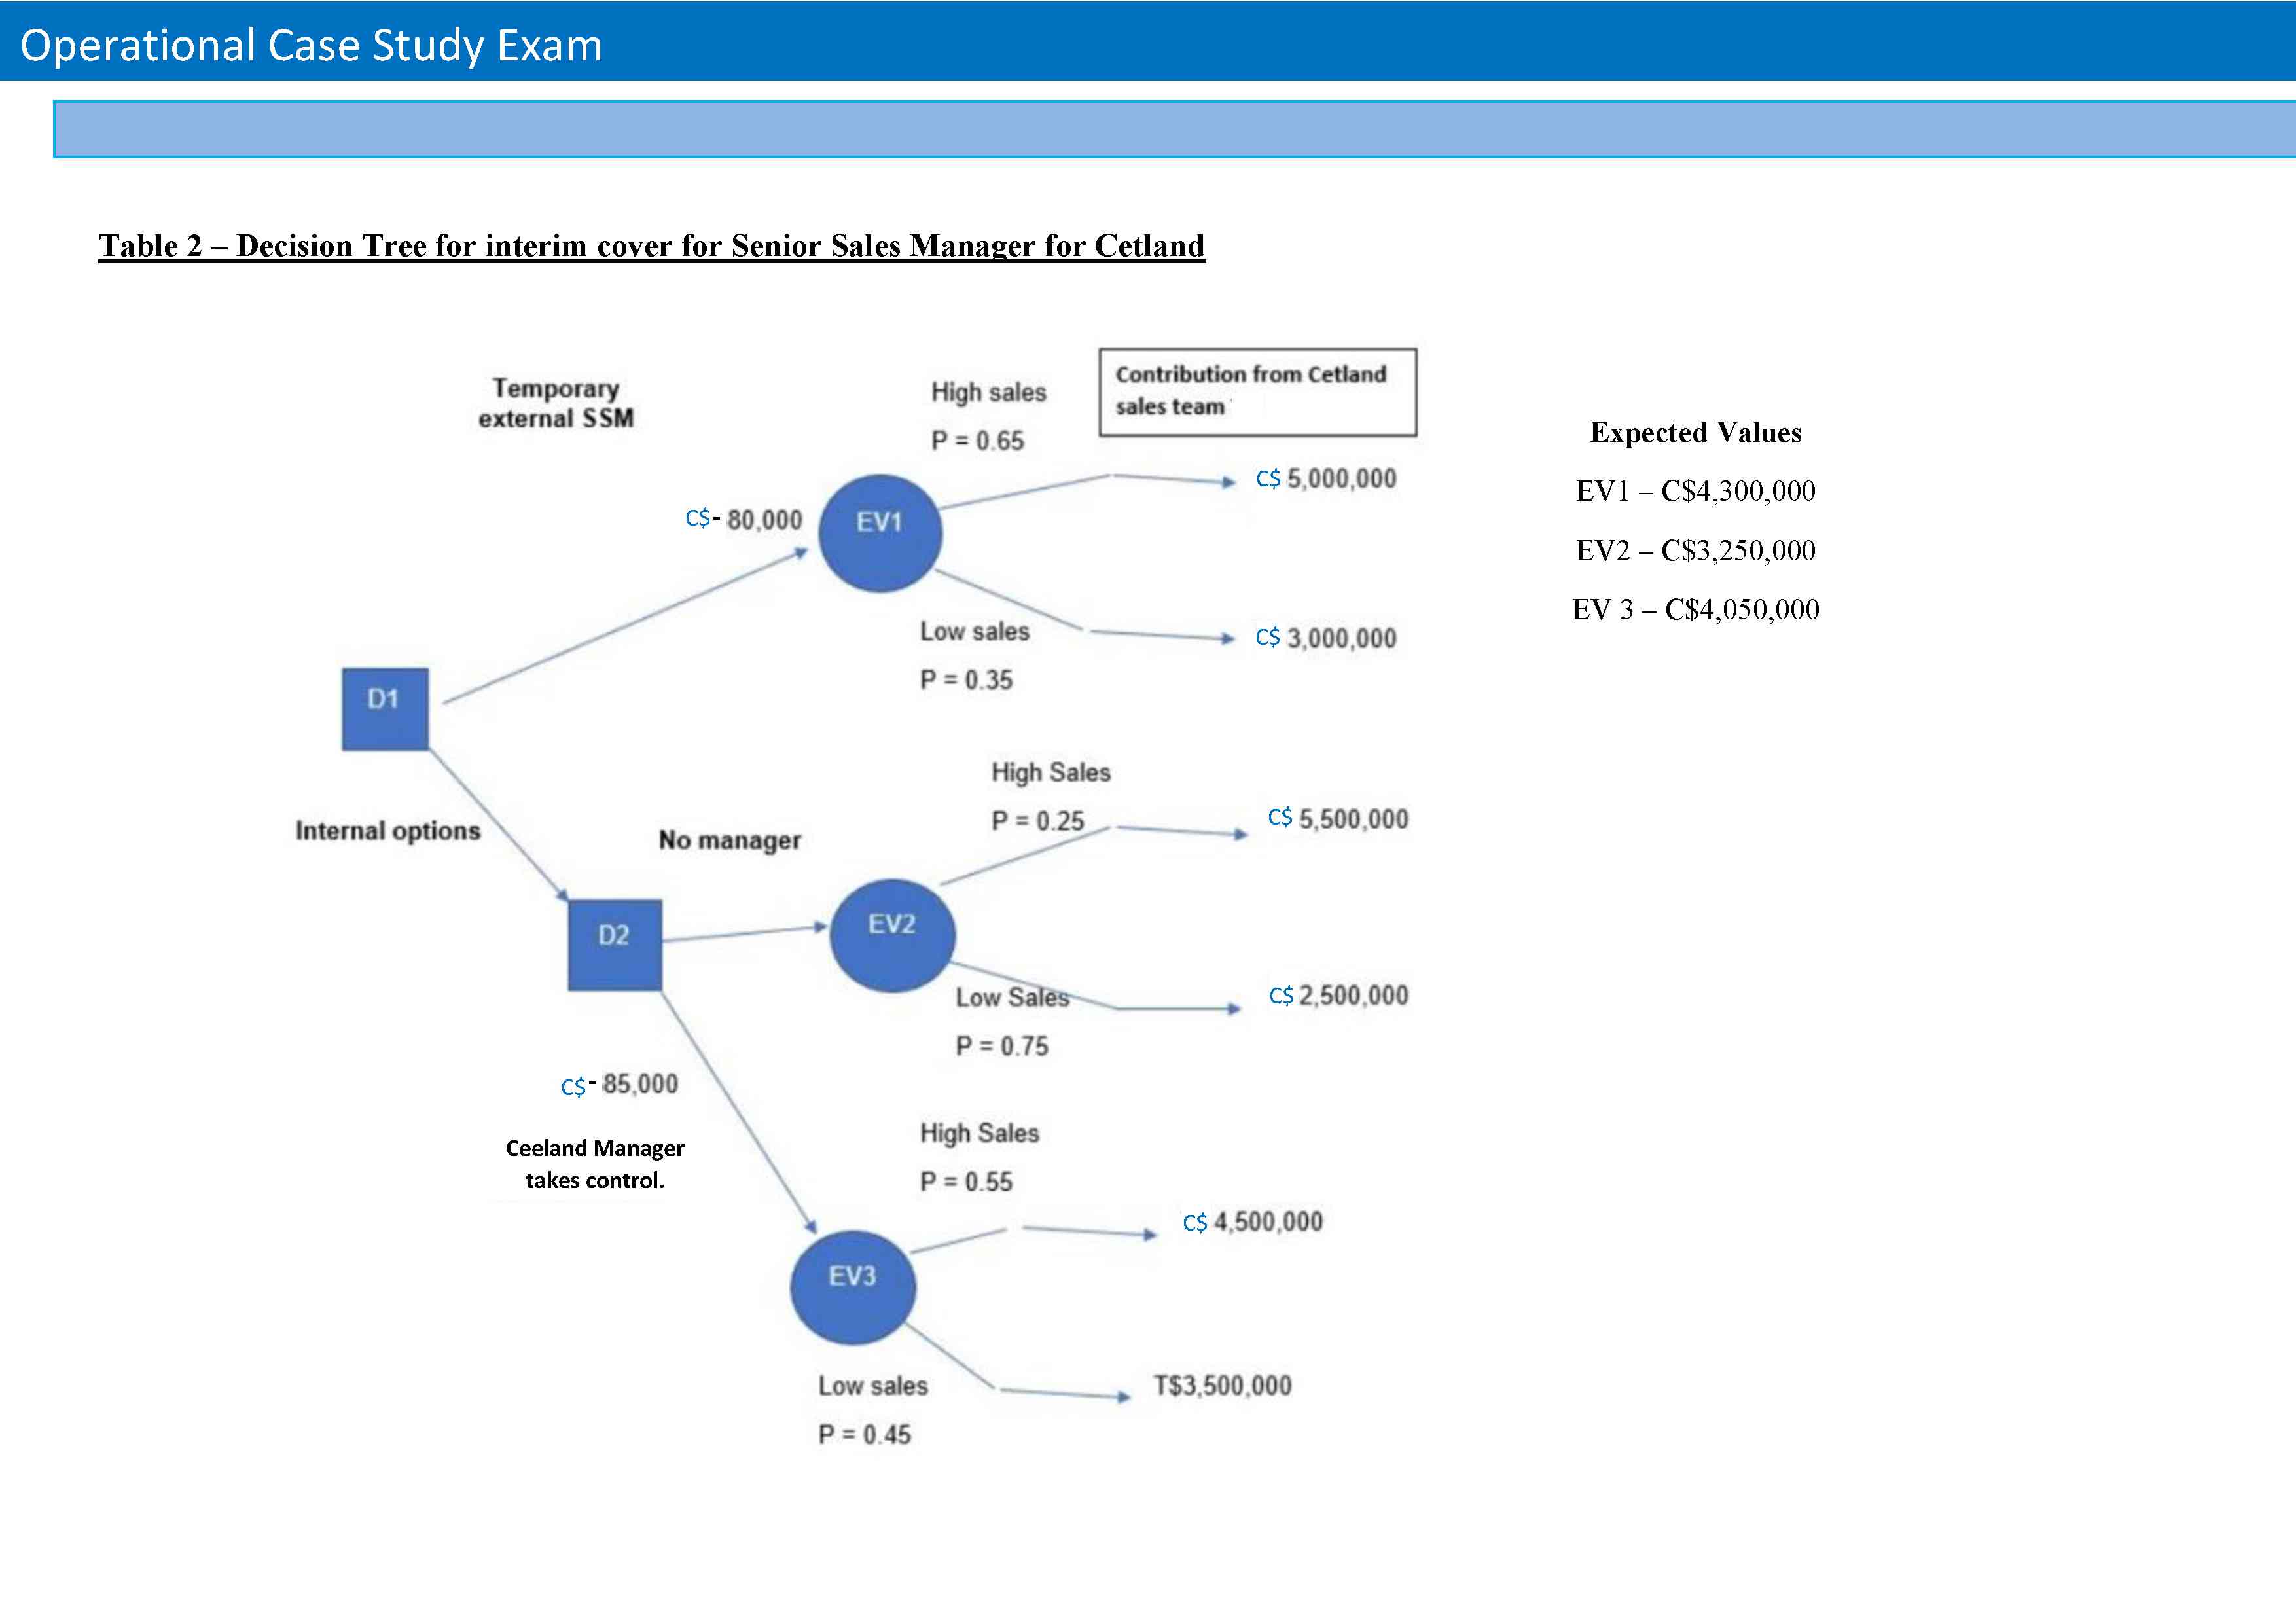 Operational Case Study Exam
Table 2 – Decision Tree for interim cover for Senior Sales Manager for Cetland
Temporary
external SSM
High sales
P = 0.65
Contribution from Cetland
sales team
Expected Values
EV1 – C$4,300,000
EV2 – C$3,250,000
EV 3 – C$4,050,000
C$ 5,000,000
C$- 80,000
EV1
Low sales
P = 0.35
C$ 3,000,000
D1
High Sales
P = 0.25
C$ 5,500,000
Internal options
No manager
D2
EV2
Low Sales
P = 0.75
C$ 2,500,000
C$- 85,000
Ceeland Manager
takes control.
High Sales
P = 0.55
C$ 4,500,000
EV3
Low sales
P = 0.45
T$3,500,000